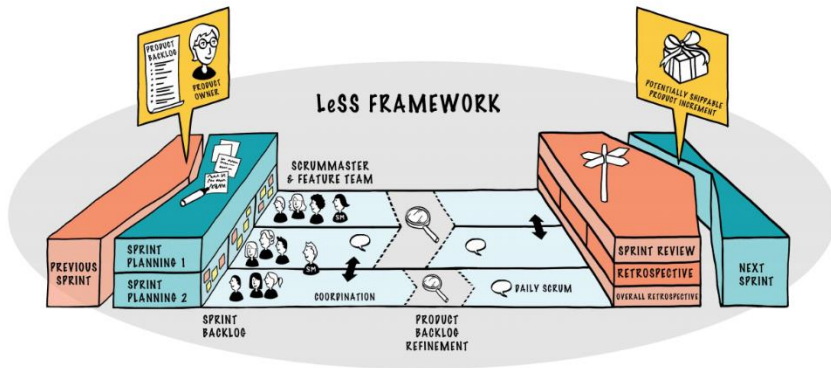 PRODUCT
BACKLOG
PRODUCT
OWNER
LeSS FRAMEWORK
POTENTIALLY SHIPPABLE
PRODUCT INCREMENT
SCRUMMASTER
& FEATURE TEAM
SM
SM
PREVIOUS
SPRINT
SPRINT
PLANNING 1
SPRINT
PLANNING 2
COORDINATION
DAILY SCRUM
SPRINT
BACKLOG
PRODUCT
BACKLOG
REFINEMENT
SPRINT REVIEW
RETROSPECTIVE
OVERALL RETROSPECTIVE
NEXT
SPRINT